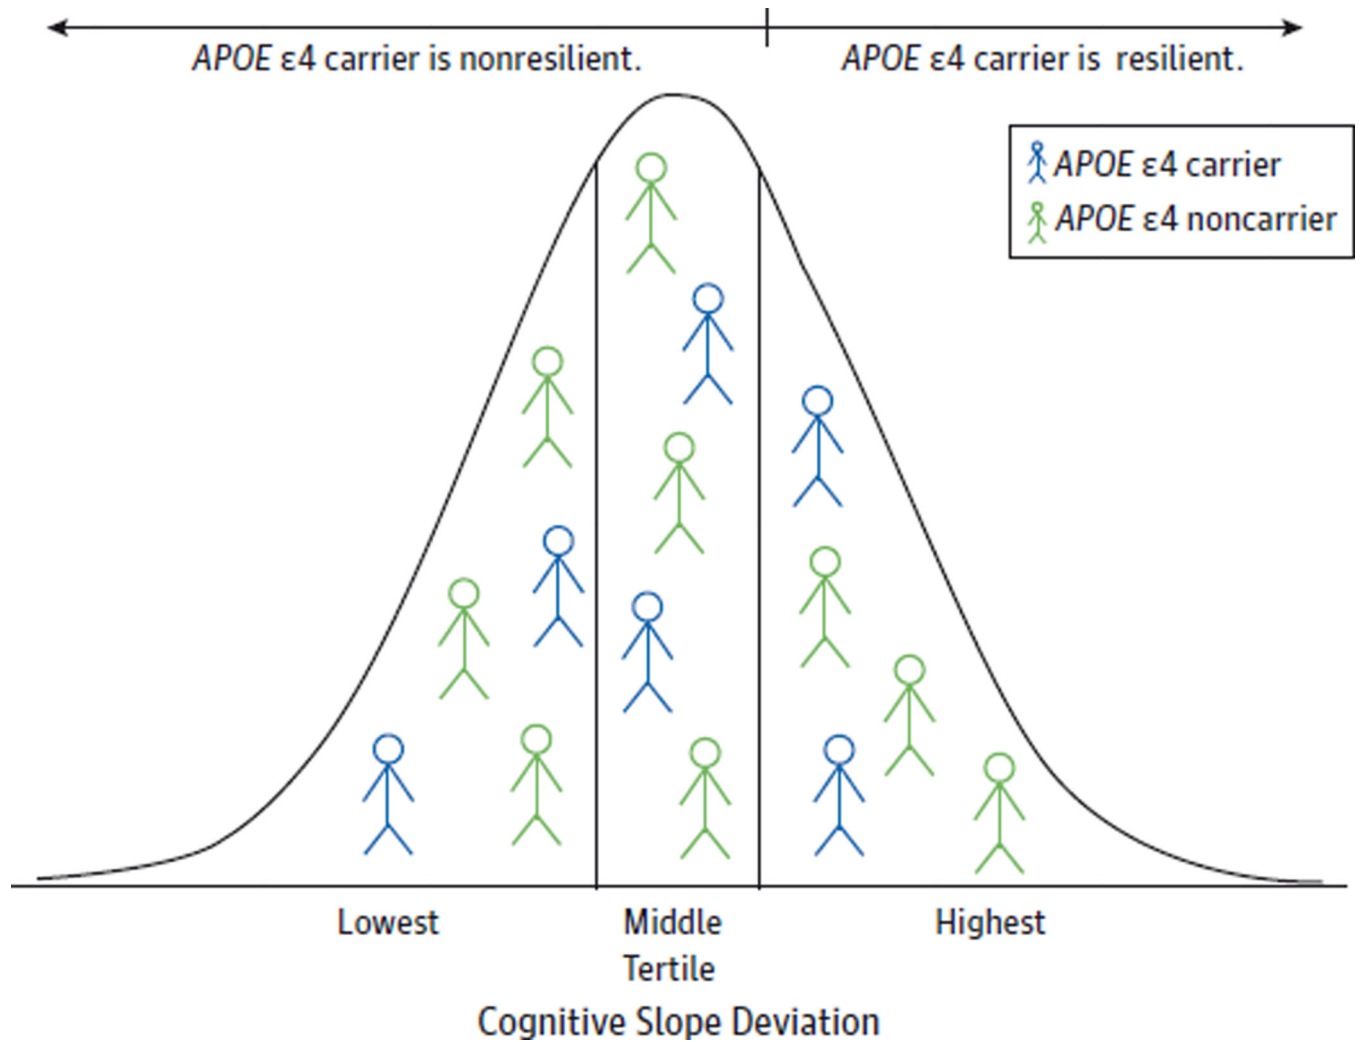 APOE ε4 carrier is nonresilient.
APOE ε4 carrier is resilient.
APOE ε4 carrier
APOE ε4 noncarrier
Lowest
Middle
Highest
Tertile
Cognitive Slope Deviation